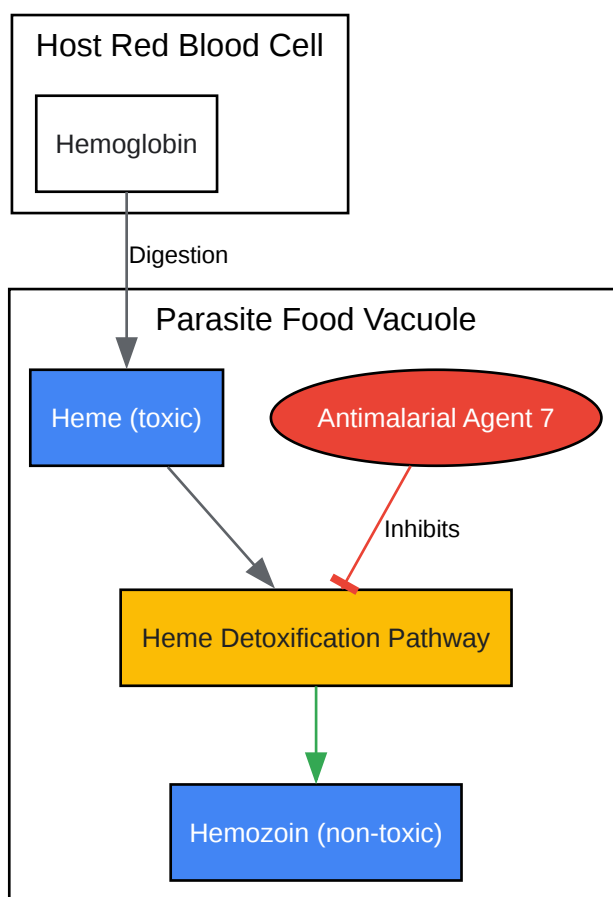 Host Red Blood Cell
Hemoglobin
Digestion
Parasite Food Vacuole
Heme (toxic)
Antimalarial Agent 7
Inhibits
Heme Detoxification Pathway
Hemozoin (non-toxic)